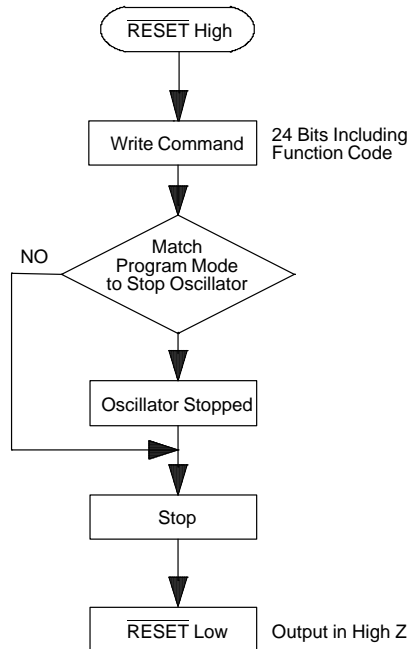 RESET High
Write Command
24 Bits Including
Function Code
Match
Program Mode
to Stop Oscillator
NO
Oscillator Stopped
Stop
RESET Low
Output in High Z